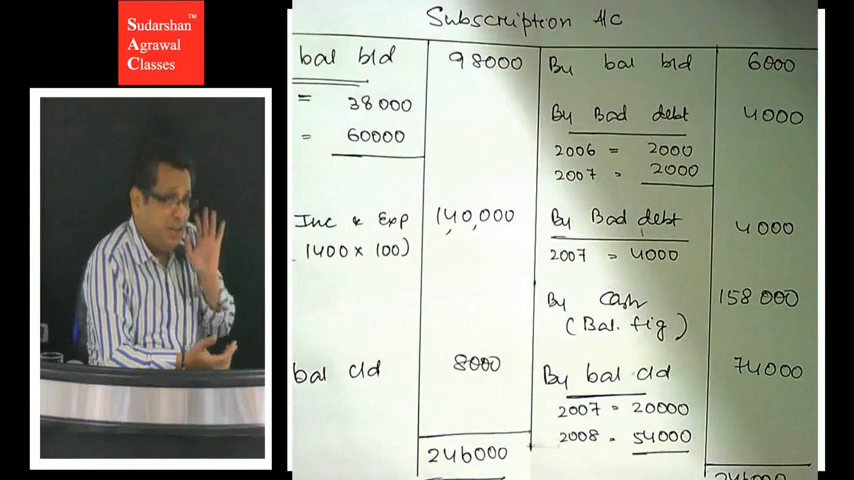 Sudarshan™
Agrawal
Classes
Subscription A/c
bal b/d 98000
= 38000
= 60000
Inc & Exp 140,000
1400 x 100)
bal c/d 8000
246000
By bal b/d 6000
By Bad debt 4000
2006 = 2000
2007 = 2000
By Bad debt 4000
2007 = 4000
By cash 158000
(Bal. fig)
By bal c/d 74000
2007 = 20000
2008 = 54000
246000